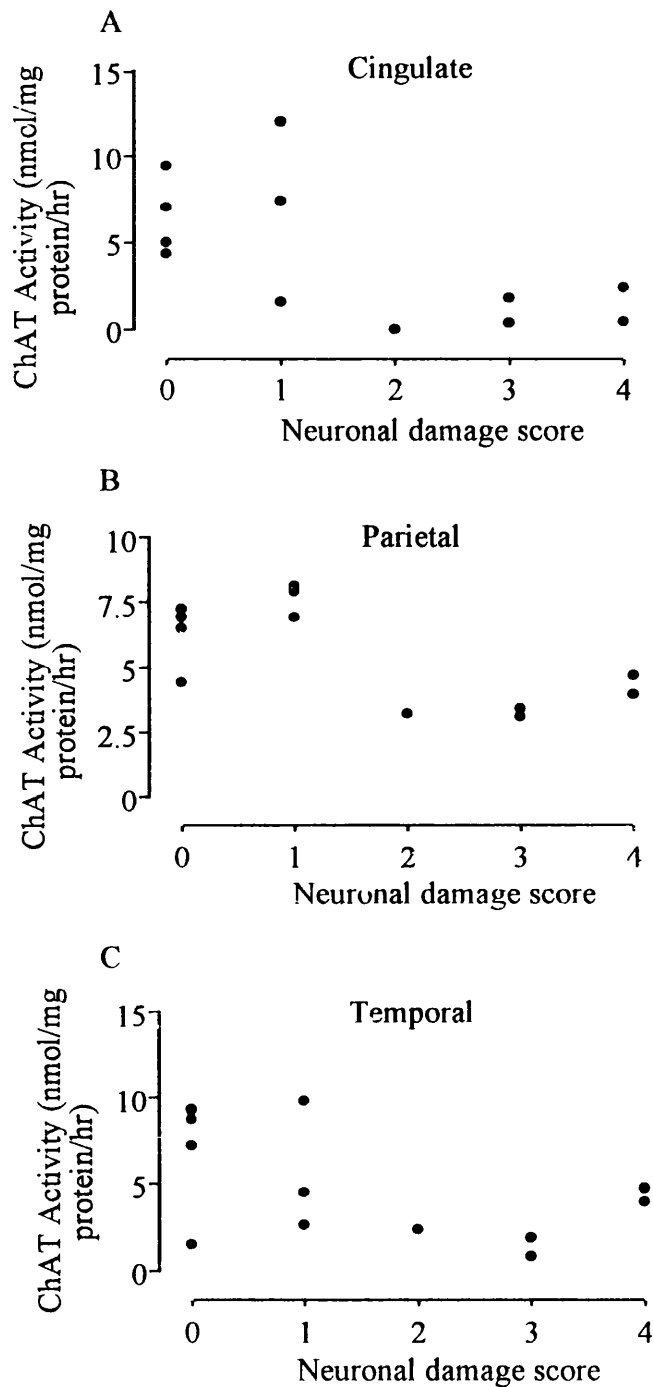 A
Cingulate
ChAT Activity (nmol/mg
protein/hr)
15
10
5
0
0 1 2 3 4
Neuronal damage score
B
Parietal
ChAT Activity (nmol/mg
protein/hr)
10
7.5
5
2.5
0
0 1 2 3 4
Neuronal damage score
C
Temporal
ChAT Activity (nmol/mg
protein/hr)
15
10
5
0
0 1 2 3 4
Neuronal damage score